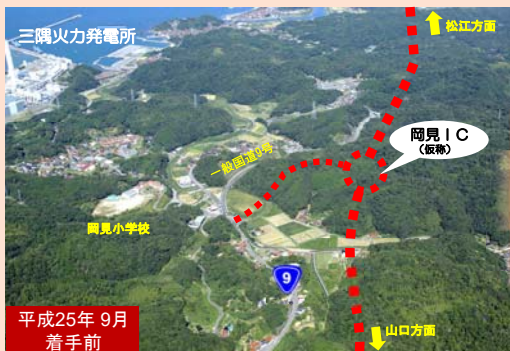 三隅火力発電所
松江方面
岡見IC
(仮称)
一般国道9号
岡見小学校
9
平成25年 9月
着手前
山口方面